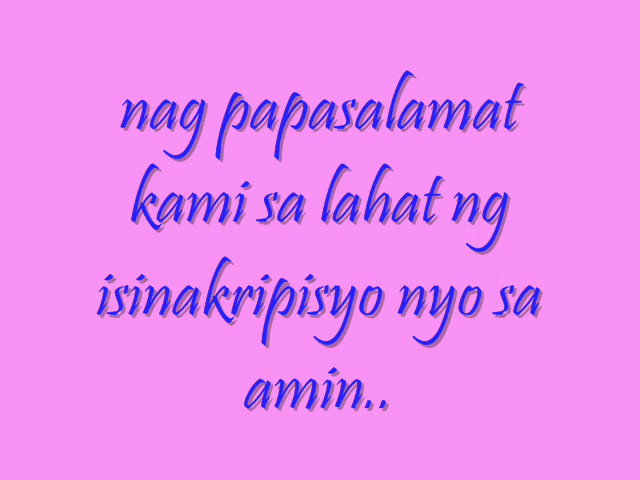 nag papasalamat
kami sa lahat ng
isinakripisyo nyo sa
amin..